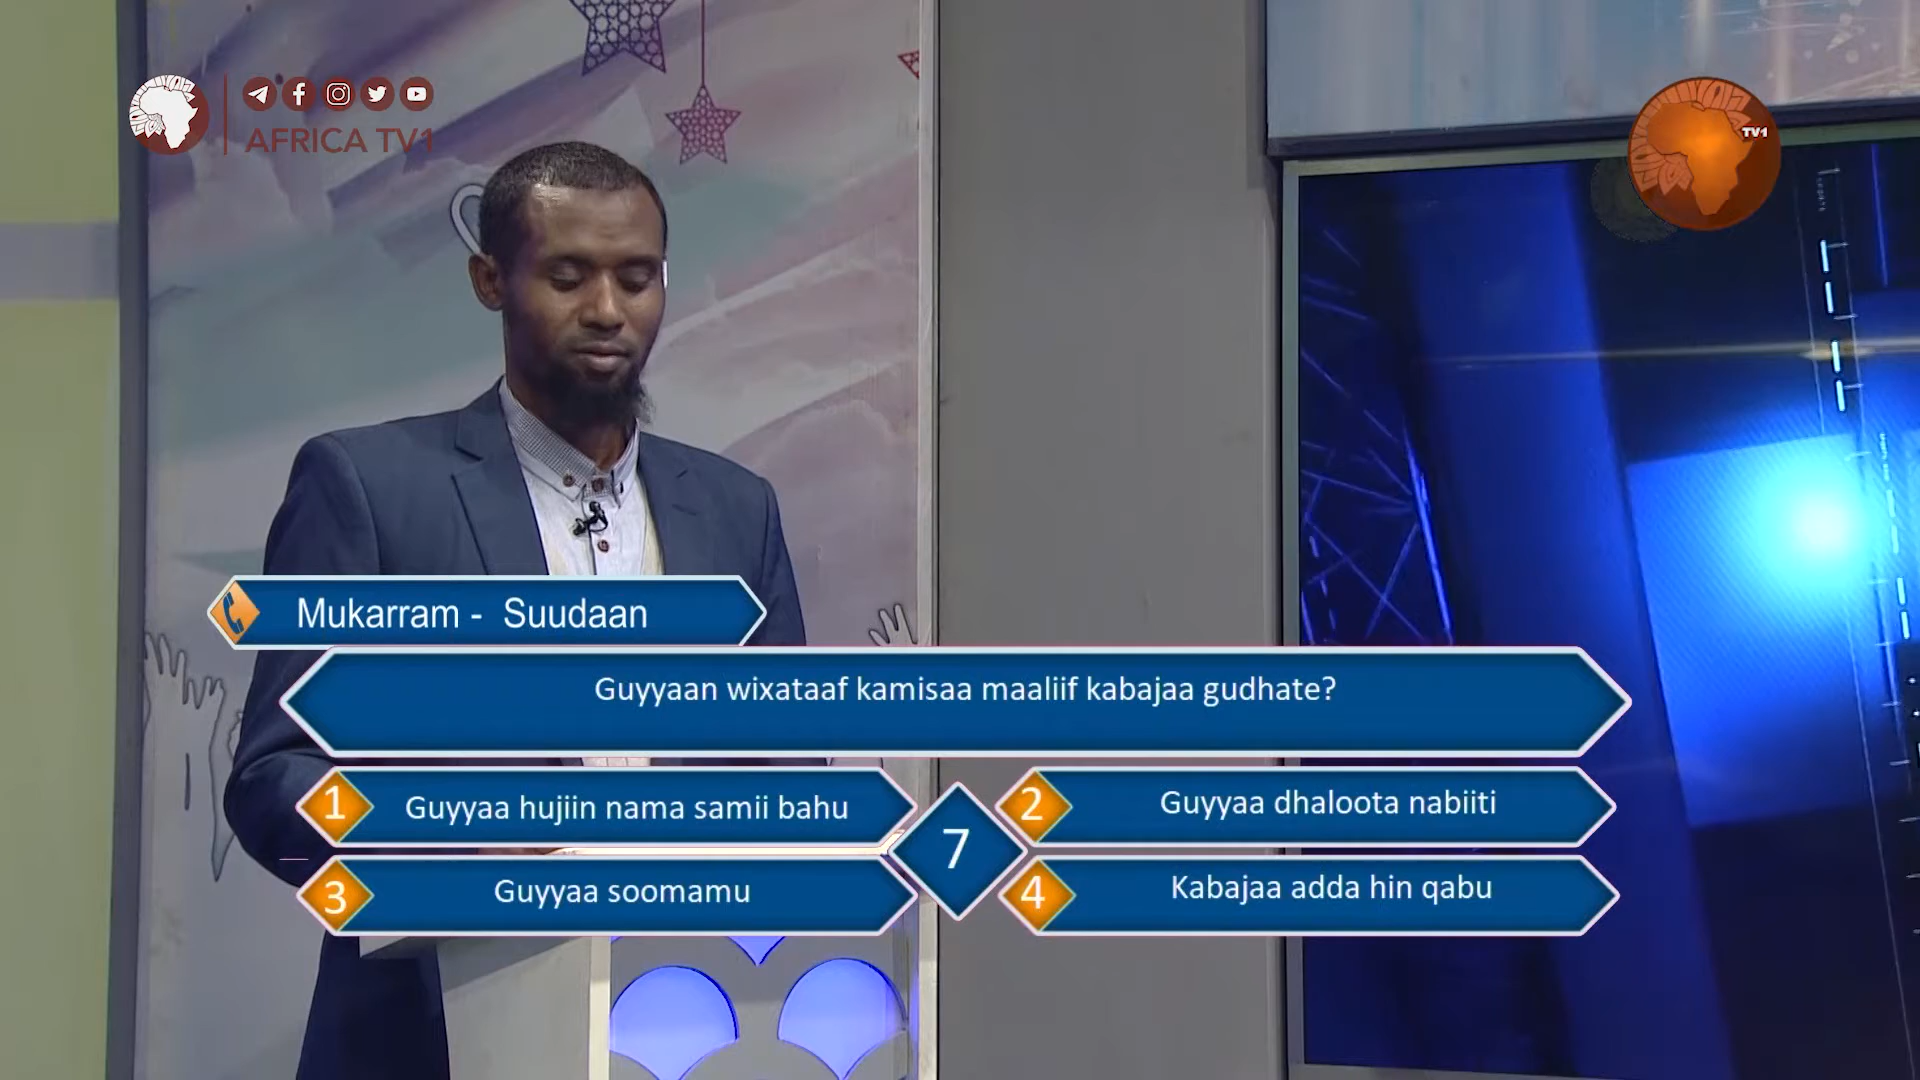 AFRICA TV1
TV1
Mukarram - Suudaan
Guyyaan wixataaf kamisaa maaliif kabajaa gudhate?
1 Guyyaa hujiin nama samii bahu
2 Guyyaa dhaloota nabiiti
7
3 Guyyaa soomamu
4 Kabajaa adda hin qabu